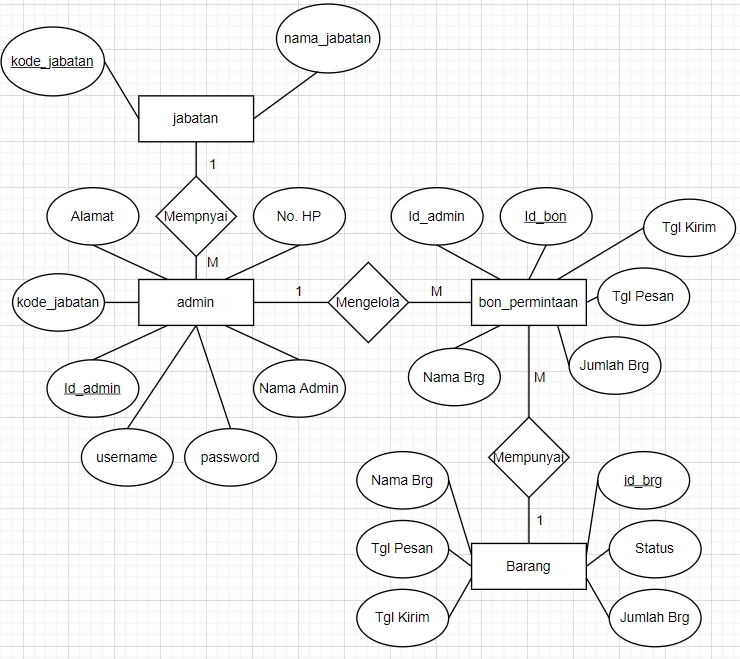 nama_jabatan
kode_jabatan
jabatan
1
Alamat
Mempnyai
No. HP
Id_admin
Id_bon
Tgl Kirim
M
kode_jabatan
admin
1
Mengelola
M
bon_permintaan
Tgl Pesan
Id_admin
Nama Admin
Nama Brg
M
Jumlah Brg
username
password
Mempunyai
Nama Brg
id_brg
1
Tgl Pesan
Barang
Status
Tgl Kirim
Jumlah Brg